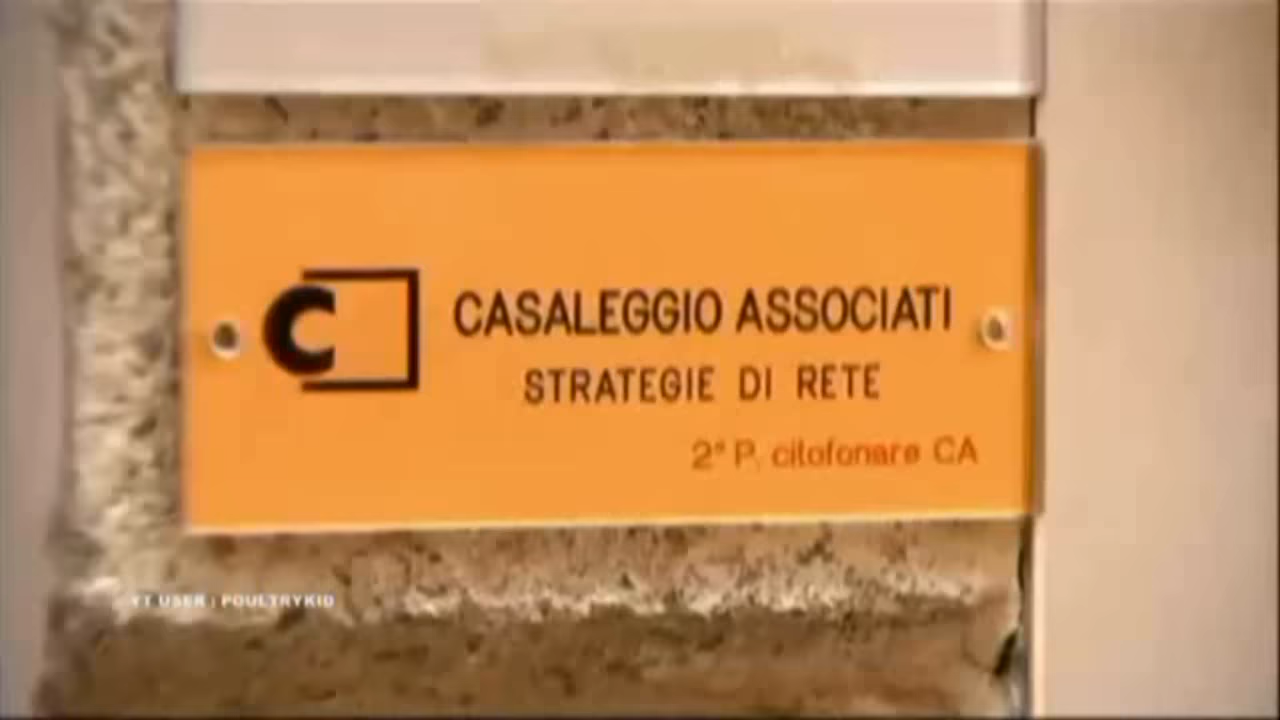 C
CASALEGGIO ASSOCIATI
STRATEGIE DI RETE
2° P. citofonare CA
YT USER : POULTRYKID